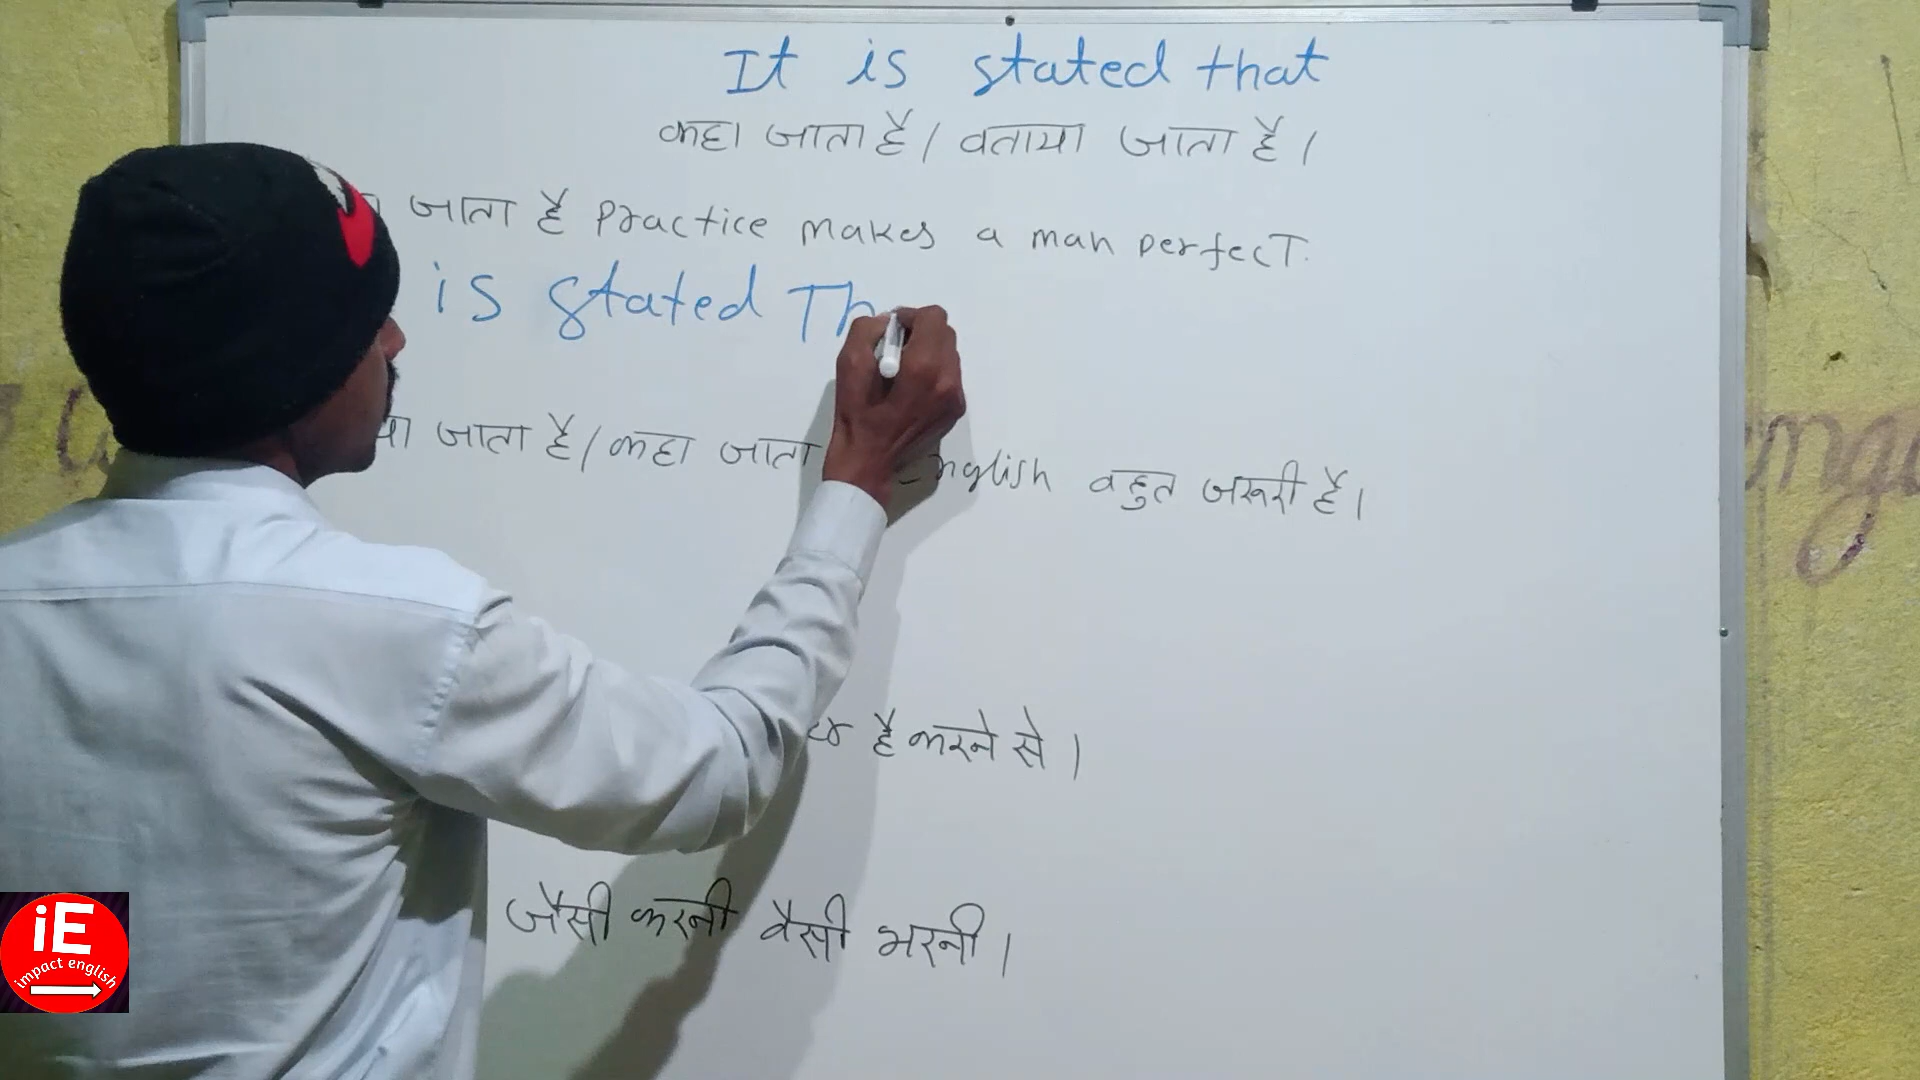 It is stated that
कहा जाता है। बताया जाता है।
जाता है Practice makes a man perfect.
is stated Th
जाता है/कहा जाता English बहुत जरूरी है।
है करने से।
जैसी करनी वैसी भरनी।
iE
impact english